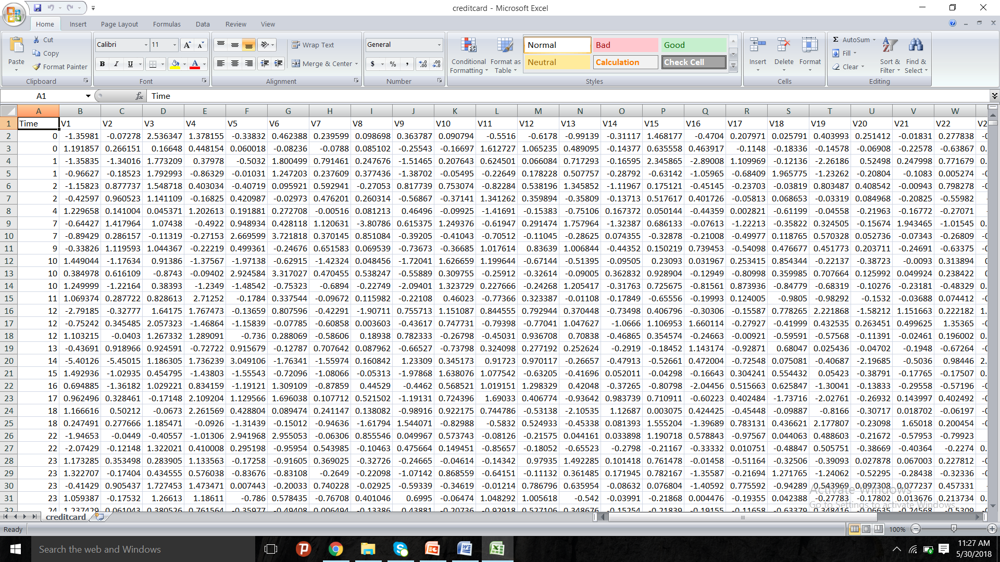 creditcard - Microsoft Excel
Home Insert Page Layout Formulas Data Review View
Paste Cut Copy Format Painter Clipboard
Calibri 11 Font
Wrap Text Merge & Center Alignment
General Number
Conditional Formatting Format as Table Normal Bad Good Neutral Calculation Check Cell Styles
Insert Delete Format Cells
AutoSum Fill Clear Sort & Filter Find & Select Editing
A1 Time
A B C D E F G H I J K L M N O P Q R S T U V W
1 Time V1 V2 V3 V4 V5 V6 V7 V8 V9 V10 V11 V12 V13 V14 V15 V16 V17 V18 V19 V20 V21 V22
2 0 -1.35981 -0.07278 2.536347 1.378155 -0.33832 0.462388 0.239599 0.098698 0.363787 0.090794 -0.5516 -0.6178 -0.99139 -0.31117 1.468177 -0.4704 0.207971 0.025791 0.403993 0.251412 -0.01831 0.277838
3 0 1.191857 0.266151 0.16648 0.448154 0.060018 -0.08236 -0.0788 0.085102 -0.25543 -0.16697 1.612727 1.065235 0.489095 -0.14377 0.635558 0.463917 -0.1148 -0.18336 -0.14578 -0.06908 -0.22578 -0.63867
4 1 -1.35835 -1.34016 1.773209 0.37978 -0.5032 1.800499 0.791461 0.247676 -1.51465 0.207643 0.624501 0.066084 0.717293 -0.16595 2.345865 -2.89008 1.109969 -0.12136 -2.26186 0.52498 0.247998 0.771679
5 1 -0.96627 -0.18523 1.792993 -0.86329 -0.01031 1.247203 0.237609 0.377436 -1.38702 -0.05495 -0.22649 0.178228 0.507757 -0.28792 -0.63142 -1.05965 -0.68409 1.965775 -1.23262 -0.20804 -0.1083 0.005274
6 2 -1.15823 0.877737 1.548718 0.403034 -0.40719 0.095921 0.592941 -0.27053 0.817739 0.753074 -0.82284 0.538196 1.345852 -1.11967 0.175121 -0.45145 -0.23703 -0.03819 0.803487 0.408542 -0.00943 0.798278
7 2 -0.42597 0.960523 1.141109 -0.16825 0.420987 -0.02973 0.476201 0.260314 -0.56867 -0.37141 1.341262 0.359894 -0.35809 -0.13713 0.517617 0.401726 -0.05813 0.068653 -0.03319 0.084968 -0.20825 -0.55982
8 4 1.229658 0.141004 0.045371 1.202613 0.191881 0.272708 -0.00516 0.081213 0.46496 -0.09925 -1.41691 -0.15383 -0.75106 0.167372 0.050144 -0.44359 0.002821 -0.61199 -0.04558 -0.21963 -0.16772 -0.27071
9 7 -0.64427 1.417964 1.07438 -0.4922 0.948934 0.428118 1.120631 -3.80786 0.615375 1.249376 -0.61947 0.291474 1.757964 -1.32387 0.686133 -0.07613 -1.22213 -0.35822 0.324505 -0.15674 1.943465 -1.01545
10 7 -0.89429 0.286157 -0.11319 -0.27153 2.669599 3.721818 0.370145 0.851084 -0.39205 -0.41043 -0.70512 -0.11045 -0.28625 0.074355 -0.32878 -0.21008 -0.49977 0.118765 0.570328 0.052736 -0.07343 -0.26809
11 9 -0.33826 1.119593 1.044367 -0.22219 0.499361 -0.24676 0.651583 0.069539 -0.73673 -0.36685 1.017614 0.83639 1.006844 -0.44352 0.150219 0.739453 -0.54098 0.476677 0.451773 0.203711 -0.24691 -0.63375
12 10 1.449044 -1.17634 0.91386 -1.37567 -1.97138 -0.62915 -1.42324 0.048456 -1.72041 1.626659 1.199644 -0.67144 -0.51395 -0.09505 0.23093 0.031967 0.253415 0.854344 -0.22137 -0.38723 -0.0093 0.313894
13 10 0.384978 0.616109 -0.8743 -0.09402 2.924584 3.317027 0.470455 0.538247 -0.55889 0.309755 -0.25912 -0.32614 -0.09005 0.362832 0.928904 -0.12949 -0.80998 0.359985 0.707664 0.125992 0.049924 0.238422
14 10 1.249999 -1.22164 0.38393 -1.2349 -1.48542 -0.75323 -0.6894 -0.22749 -2.09401 1.323729 0.227666 -0.24268 1.205417 -0.31763 0.725675 -0.81561 0.873936 -0.84779 -0.68319 -0.10276 -0.23181 -0.48329
15 11 1.069374 0.287722 0.828613 2.71252 -0.1784 0.337544 -0.09672 0.115982 -0.22108 0.46023 -0.77366 0.323387 -0.01108 -0.17849 -0.65556 -0.19993 0.124005 -0.9805 -0.98292 -0.1532 -0.03688 0.074412
16 12 -2.79185 -0.32777 1.64175 1.767473 -0.13659 0.807596 -0.42291 -1.90711 0.755713 1.151087 0.844555 0.792944 0.370448 -0.73498 0.406796 -0.30306 -0.15587 0.778265 2.221868 -1.58212 1.151663 0.222182
17 12 -0.75242 0.345485 2.057323 -1.46864 -1.15839 -0.07785 -0.60858 0.003603 -0.43617 0.747731 -0.79398 -0.77041 1.047627 -1.0666 1.106953 1.660114 -0.27927 -0.41999 0.432535 0.263451 0.499625 1.35365
18 12 1.103215 -0.0403 1.267332 1.289091 -0.736 0.288069 -0.58606 0.18938 0.782333 -0.26798 -0.45031 0.936708 0.70838 -0.46865 0.354574 -0.24663 -0.00921 -0.59591 -0.57568 -0.11391 -0.02461 0.196002
19 13 -0.43691 0.918966 0.924591 -0.72722 0.915679 -0.12787 0.707642 0.087962 -0.66527 -0.73798 0.324098 0.277192 0.252624 -0.2919 -0.18452 1.143174 -0.92871 0.68047 0.025436 -0.04702 -0.1948 -0.67264
20 14 -5.40126 -5.45015 1.186305 1.736239 3.049106 -1.76341 -1.55974 0.160842 1.23309 0.345173 0.91723 0.970117 -0.26657 -0.47913 -0.52661 0.472004 -0.72548 0.075081 -0.40687 -2.19685 -0.5036 0.98446
21 15 1.492936 -1.02935 0.454795 -1.43803 -1.55543 -0.72096 -1.08066 -0.05313 -1.97868 1.638076 1.077542 -0.63205 -0.41696 0.052011 -0.04298 -0.16643 0.304241 0.554432 0.05423 -0.38791 -0.17765 -0.17507
22 16 0.694885 -1.36182 1.029221 0.834159 -1.19121 1.309109 -0.87859 0.44529 -0.4462 0.568521 1.019151 1.298329 0.42048 -0.37265 -0.80798 -2.04456 0.515663 0.625847 -1.30041 -0.13833 -0.29558 -0.57196
23 17 0.962496 0.328461 -0.17148 2.109204 1.129566 1.696038 0.107712 0.521502 -1.19131 0.724396 1.69033 0.406774 -0.93642 0.983739 0.710911 -0.60223 0.402484 -1.73716 -2.02761 -0.26932 0.143997 0.402492
24 18 1.166616 0.50212 -0.0673 2.261569 0.428804 0.089474 0.241147 0.138082 -0.98916 0.922175 0.744786 -0.53138 -2.10535 1.12687 0.003075 0.424425 -0.45448 -0.09887 -0.8166 -0.30717 0.018702 -0.06197
25 18 0.247491 0.277666 1.185471 -0.0926 -1.31439 -0.15012 -0.94636 -1.61794 1.544071 -0.82988 -0.5832 0.524933 -0.45338 0.081393 1.555204 -1.39689 0.783131 0.436621 2.177807 -0.23098 1.65018 0.200454
26 22 -1.94653 -0.0449 -0.40557 -1.01306 2.941968 2.955053 -0.06306 0.855546 0.049967 0.573743 -0.08126 -0.21575 0.044161 0.033898 1.190718 0.578843 -0.97567 0.044063 0.488603 -0.21672 -0.57953 -0.79923
27 22 -2.07429 -0.12148 1.322021 0.410008 0.295198 -0.95954 0.543985 -0.10463 0.475664 0.149451 -0.85657 -0.18052 -0.65523 -0.2798 -0.21167 -0.33332 0.010751 -0.48847 0.505751 -0.38669 -0.40364 -0.2274
28 23 1.173285 0.353498 0.283905 1.133563 -0.17258 -0.91605 0.369025 -0.32726 -0.24665 -0.04614 -0.14342 0.97935 1.492285 0.101418 0.761478 -0.01458 -0.51164 -0.32506 -0.39093 0.027878 0.067003 0.227812
29 23 1.322707 -0.17404 0.434555 0.576038 -0.83676 -0.83108 -0.2649 -0.22098 -1.07142 0.868559 -0.64151 -0.11132 0.361485 0.171945 0.782167 -1.35587 -0.21694 1.271765 -1.24062 -0.52295 -0.28438 -0.32336
30 23 -0.41429 0.905437 1.727453 1.473471 0.007443 -0.20033 0.740228 -0.02925 -0.59339 -0.34619 -0.01214 0.786796 0.635954 -0.08632 0.076804 -1.40592 0.775592 -0.94289 0.543969 0.097308 0.077237 0.457331
31 23 1.059387 -0.17532 1.26613 1.18611 -0.786 0.578435 -0.76708 0.401046 0.6995 -0.06474 1.048292 1.005618 -0.542 -0.03991 -0.21868 0.004476 -0.19355 0.042388 -0.27783 -0.17802 0.013676 0.213734
32 24 1.237429 0.061043 0.380526 0.761564 -0.35977 -0.49408 0.006494 -0.13386 0.43881 -0.20736 -0.92918 0.527106 0.348676 -0.15254 -0.21839 -0.19155 -0.11658 -0.63379 0.348416 -0.06635 -0.24568 -0.5309
Activate Windows
Go to Settings to activate Windows.
creditcard
Ready 100%
Search the web and Windows
11:27 AM
5/30/2018